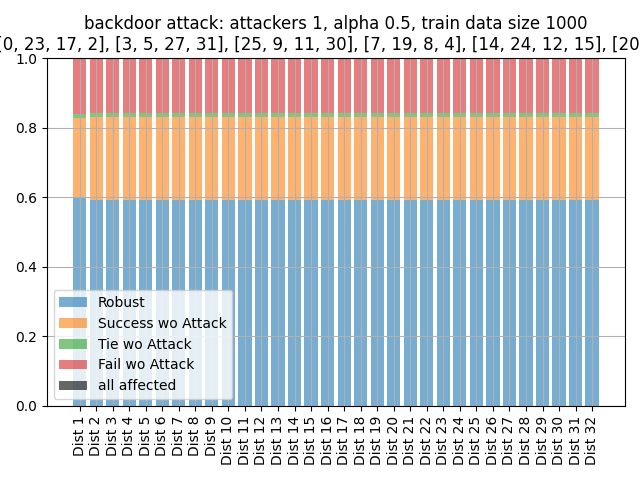 backdoor attack: attackers 1, alpha 0.5, train data size 1000
[0, 23, 17, 2], [3, 5, 27, 31], [25, 9, 11, 30], [7, 19, 8, 4], [14, 24, 12, 15], [20
1.0
0.8
0.6
0.4
0.2
0.0
Robust
Success wo Attack
Tie wo Attack
Fail wo Attack
all affected
Dist 1
Dist 2
Dist 3
Dist 4
Dist 5
Dist 6
Dist 7
Dist 8
Dist 9
Dist 10
Dist 11
Dist 12
Dist 13
Dist 14
Dist 15
Dist 16
Dist 17
Dist 18
Dist 19
Dist 20
Dist 21
Dist 22
Dist 23
Dist 24
Dist 25
Dist 26
Dist 27
Dist 28
Dist 29
Dist 30
Dist 31
Dist 32